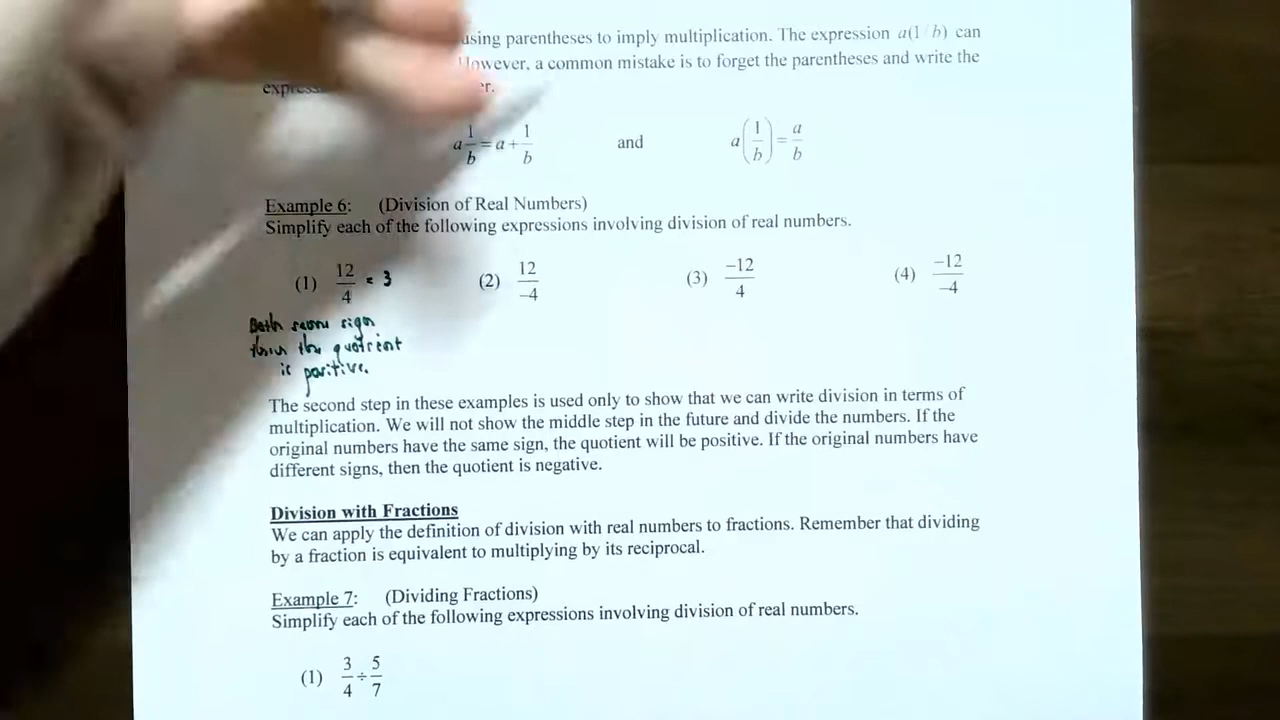 using parentheses to imply multiplication. The expression a(1/b) can
However, a common mistake is to forget the parentheses and write the
a 1/b = a + 1/b and a(1/b) = a/b
Example 6: (Division of Real Numbers)
Simplify each of the following expressions involving division of real numbers.
(1) 12/4 = 3 (2) 12/-4 (3) -12/4 (4) -12/-4
Both same sign
then the quotient
is positive.
The second step in these examples is used only to show that we can write division in terms of
multiplication. We will not show the middle step in the future and divide the numbers. If the
original numbers have the same sign, the quotient will be positive. If the original numbers have
different signs, then the quotient is negative.
Division with Fractions
We can apply the definition of division with real numbers to fractions. Remember that dividing
by a fraction is equivalent to multiplying by its reciprocal.
Example 7: (Dividing Fractions)
Simplify each of the following expressions involving division of real numbers.
(1) 3/4 ÷ 5/7